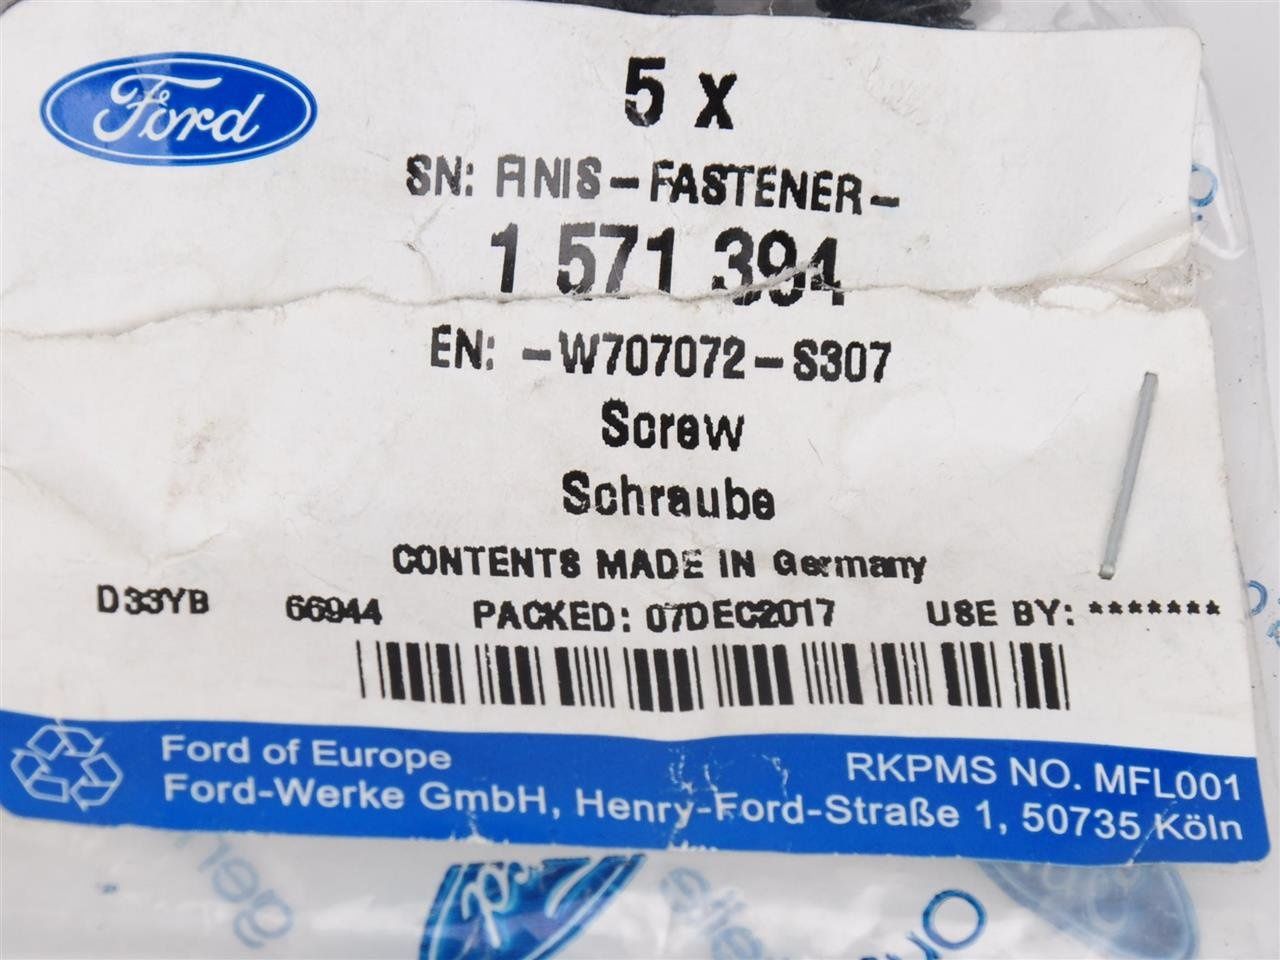 Ford
5 x
SN: FINIS-FASTENER-
1 571 394
EN: -W707072-S307
Screw
Schraube
CONTENTS MADE IN Germany
D33YB 66944 PACKED: 07DEC2017 USE BY: *******
Ford of Europe RKPMS NO. MFL001
Ford-Werke GmbH, Henry-Ford-Straße 1, 50735 Köln